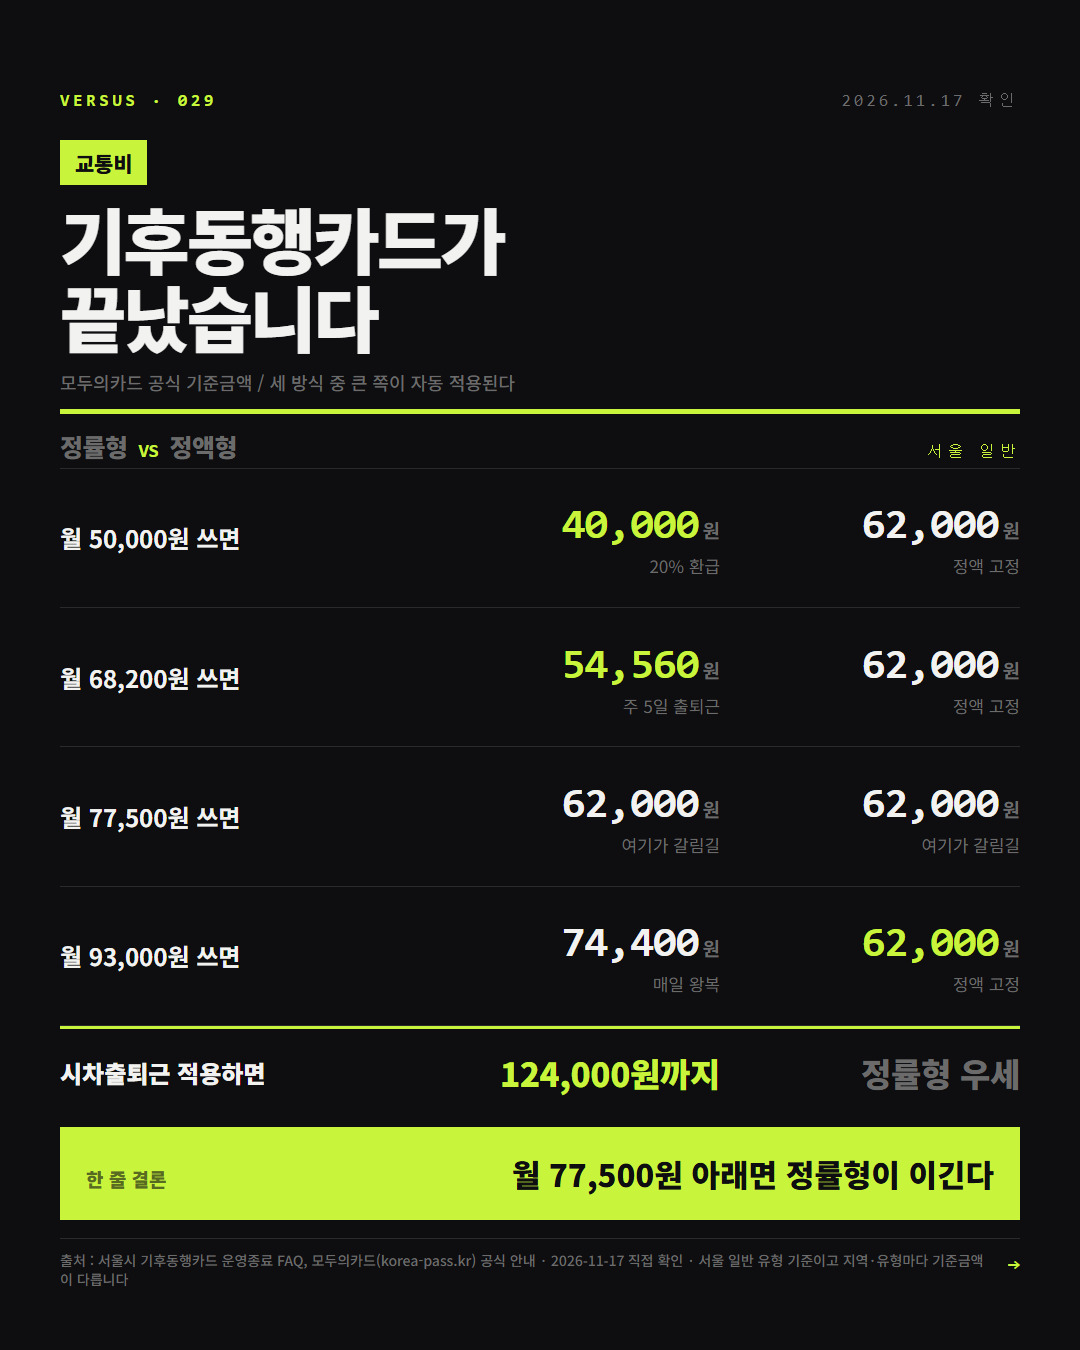 VERSUS · 029
2026.11.17 확인
교통비
기후동행카드가
끝났습니다
모두의카드 공식 기준금액 / 세 방식 중 큰 쪽이 자동 적용된다
정률형 vs 정액형
서울 일반
월 50,000원 쓰면
40,000원
20% 환급
62,000원
정액 고정
월 68,200원 쓰면
54,560원
주 5일 출퇴근
62,000원
정액 고정
월 77,500원 쓰면
62,000원
여기가 갈림길
62,000원
여기가 갈림길
월 93,000원 쓰면
74,400원
매일 왕복
62,000원
정액 고정
시차출퇴근 적용하면
124,000원까지
정률형 우세
한 줄 결론
월 77,500원 아래면 정률형이 이긴다
출처 : 서울시 기후동행카드 운영종료 FAQ, 모두의카드(korea-pass.kr) 공식 안내 · 2026-11-17 직접 확인 · 서울 일반 유형 기준이고 지역·유형마다 기준금액
이 다릅니다
→